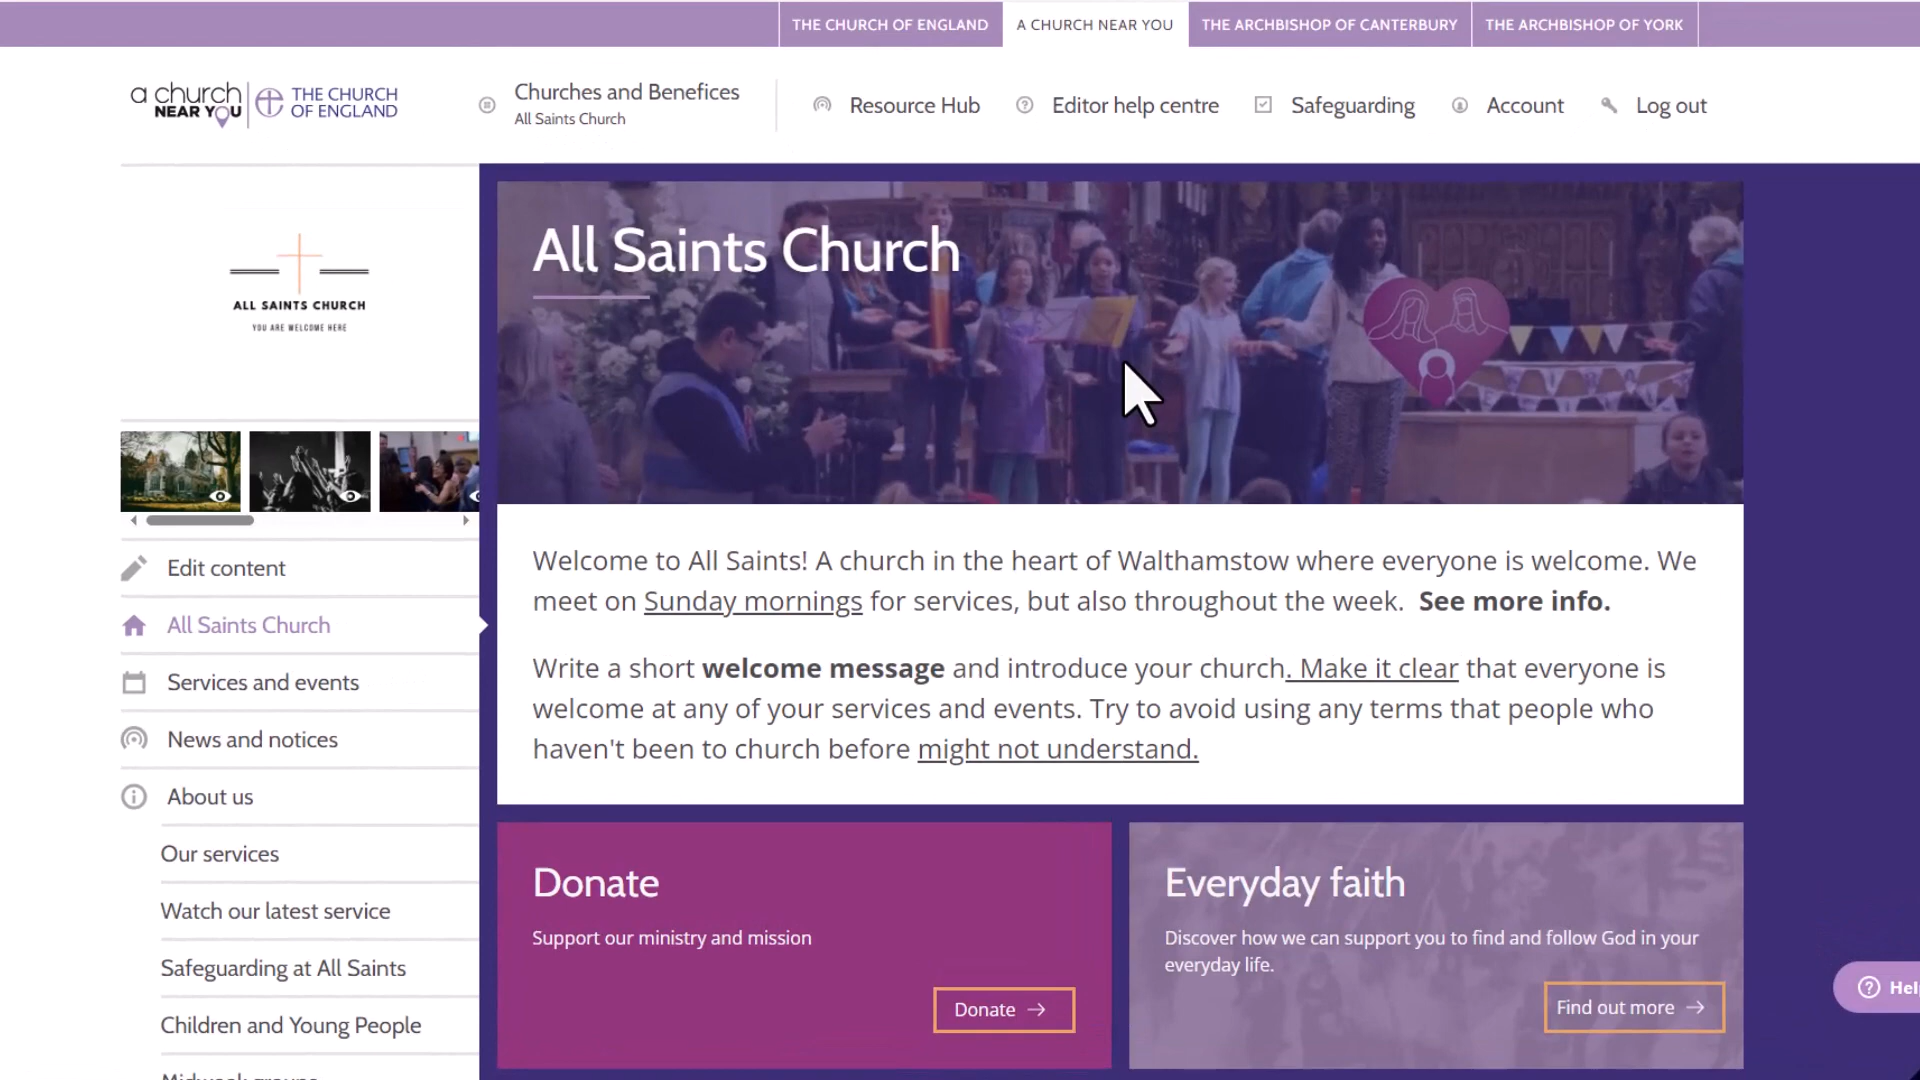 THE CHURCH OF ENGLAND
A CHURCH NEAR YOU
THE ARCHBISHOP OF CANTERBURY
THE ARCHBISHOP OF YORK
a church
NEAR YOU
THE CHURCH
OF ENGLAND
Churches and Benefices
All Saints Church
Resource Hub
Editor help centre
Safeguarding
Account
Log out
ALL SAINTS CHURCH
YOU ARE WELCOME HERE
Edit content
All Saints Church
Services and events
News and notices
About us
Our services
Watch our latest service
Safeguarding at All Saints
Children and Young People
All Saints Church
Welcome to All Saints! A church in the heart of Walthamstow where everyone is welcome. We
meet on Sunday mornings for services, but also throughout the week. See more info.
Write a short welcome message and introduce your church. Make it clear that everyone is
welcome at any of your services and events. Try to avoid using any terms that people who
haven't been to church before might not understand.
Donate
Support our ministry and mission
Donate →
Everyday faith
Discover how we can support you to find and follow God in your
everyday life.
Find out more →